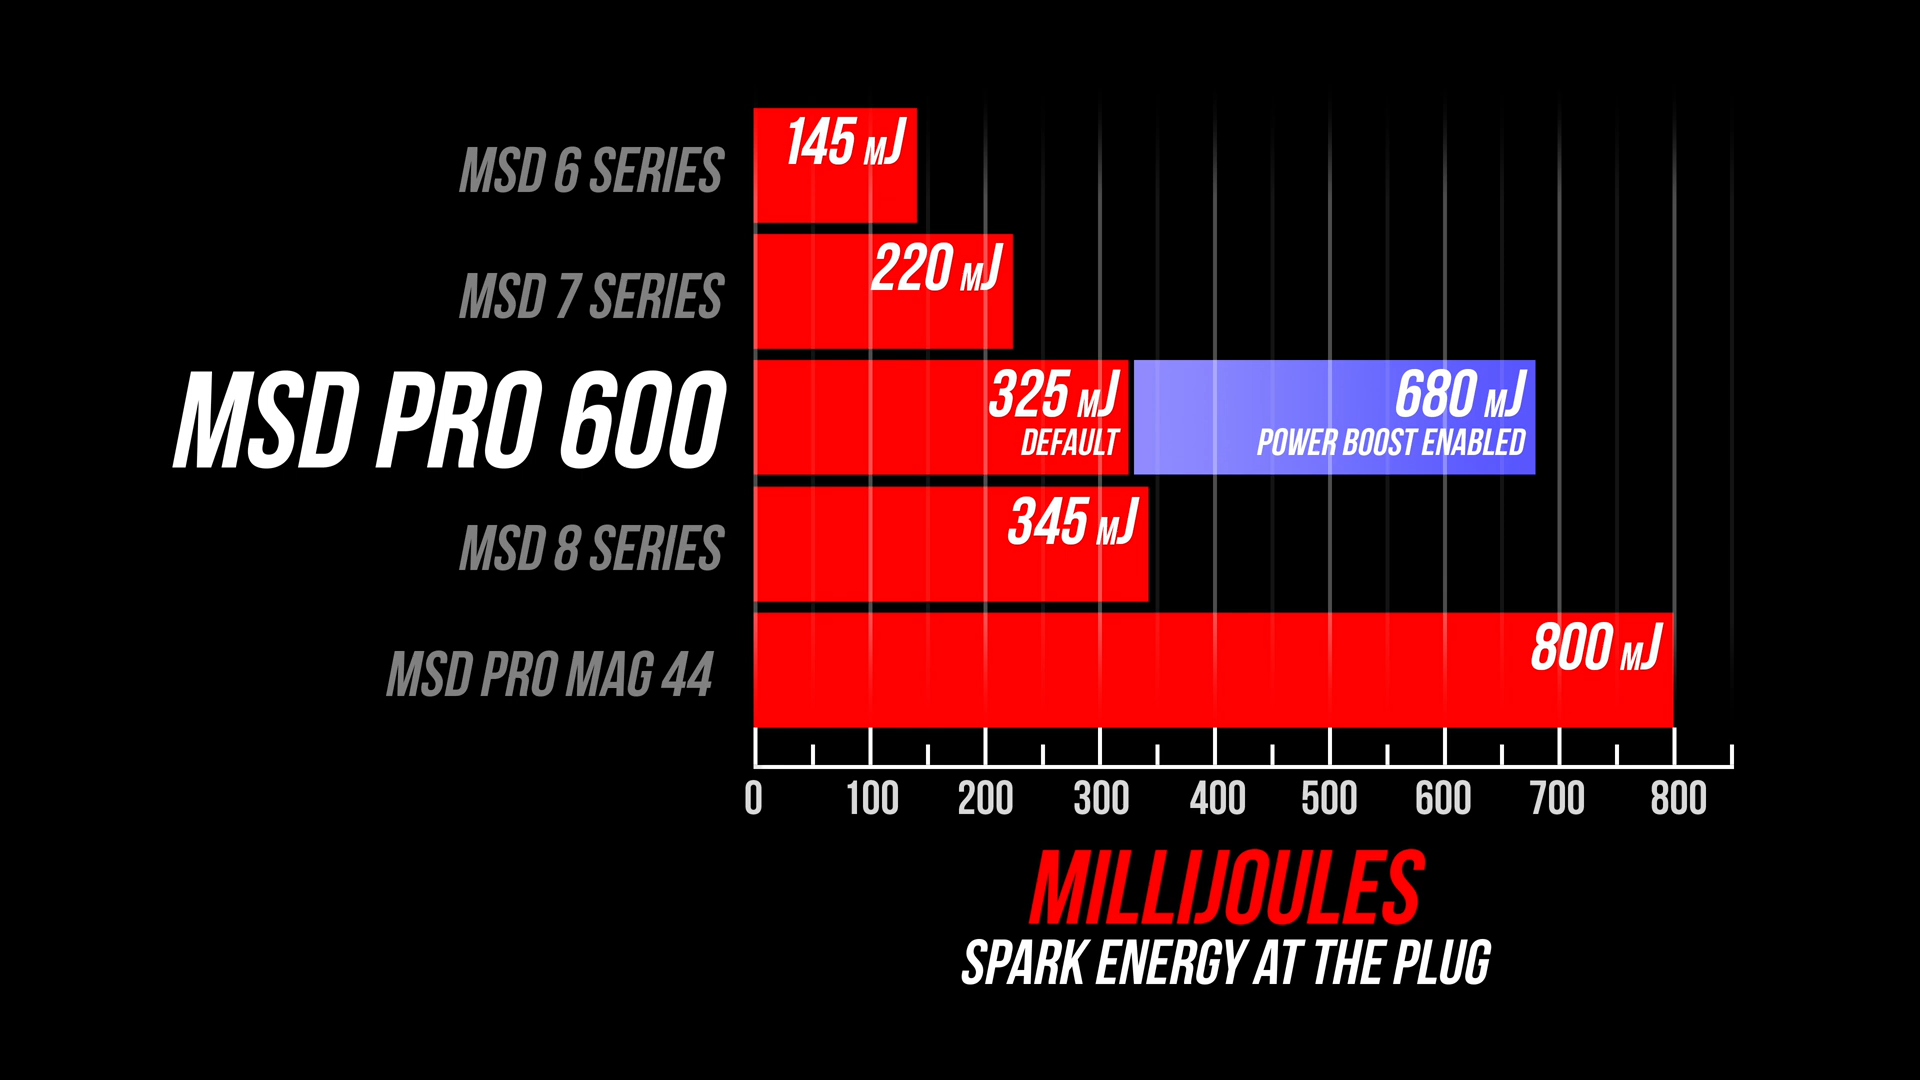 MSD 6 SERIES
145 MJ
MSD 7 SERIES
220 MJ
MSD PRO 600
325 MJ
DEFAULT
680 MJ
POWER BOOST ENABLED
MSD 8 SERIES
345 MJ
MSD PRO MAG 44
800 MJ
0 100 200 300 400 500 600 700 800
MILLIJOULES
SPARK ENERGY AT THE PLUG